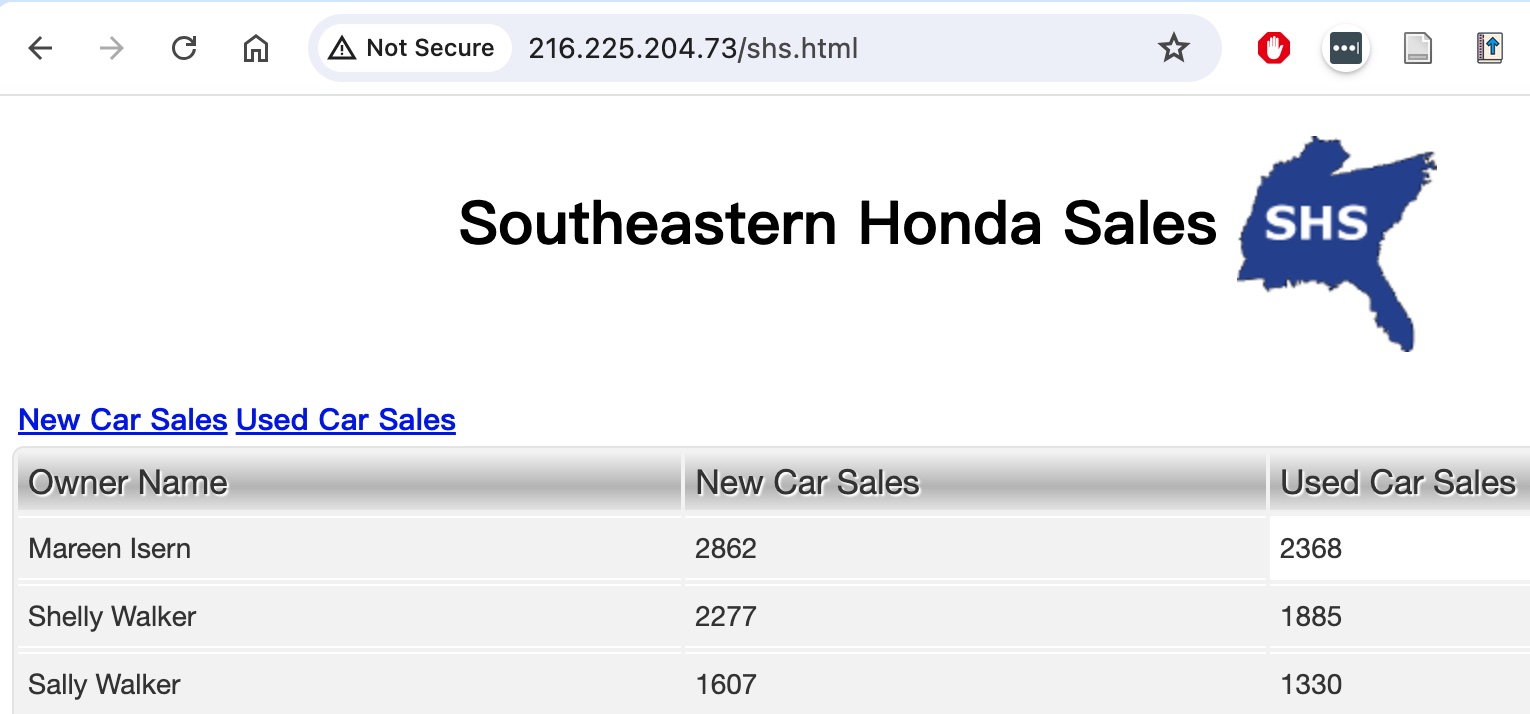 Not Secure 216.225.204.73/shs.html
Southeastern Honda Sales SHS
New Car Sales Used Car Sales
Owner Name New Car Sales Used Car Sales
Mareen Isern 2862 2368
Shelly Walker 2277 1885
Sally Walker 1607 1330